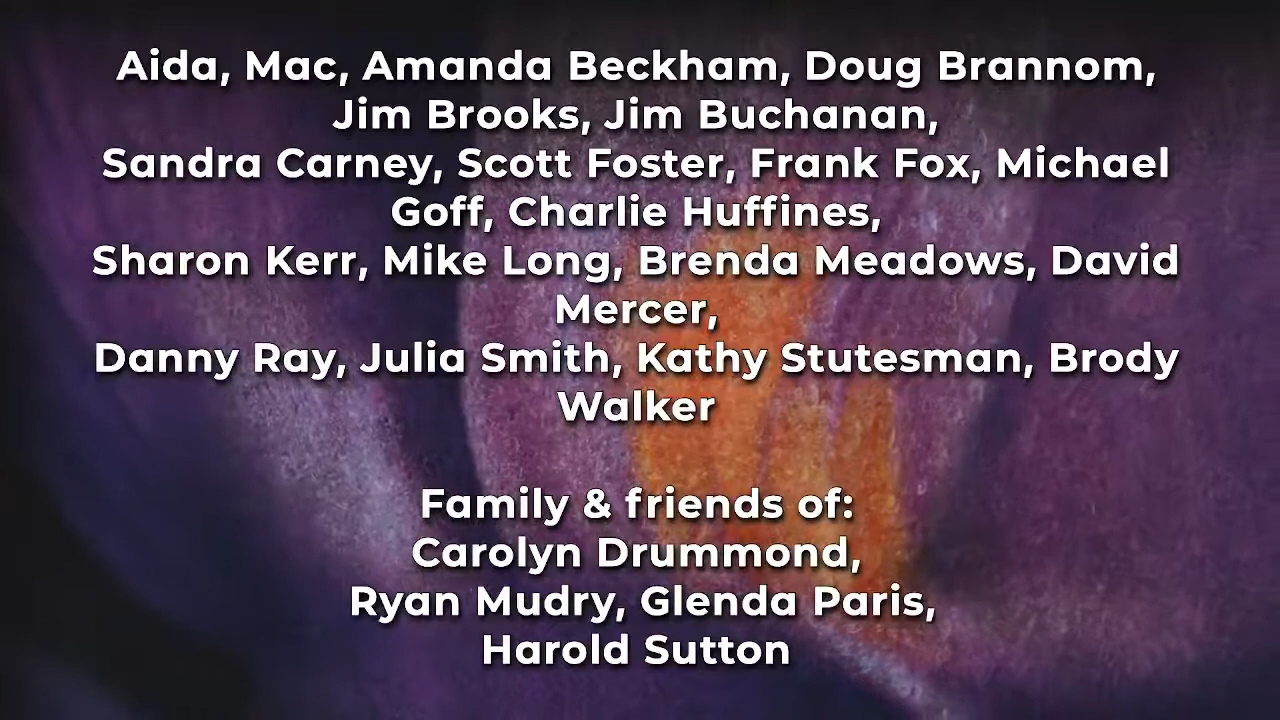 Aida, Mac, Amanda Beckham, Doug Brannom,
Jim Brooks, Jim Buchanan,
Sandra Carney, Scott Foster, Frank Fox, Michael
Goff, Charlie Huffines,
Sharon Kerr, Mike Long, Brenda Meadows, David
Mercer,
Danny Ray, Julia Smith, Kathy Stutesman, Brody
Walker
Family & friends of:
Carolyn Drummond,
Ryan Mudry, Glenda Paris,
Harold Sutton